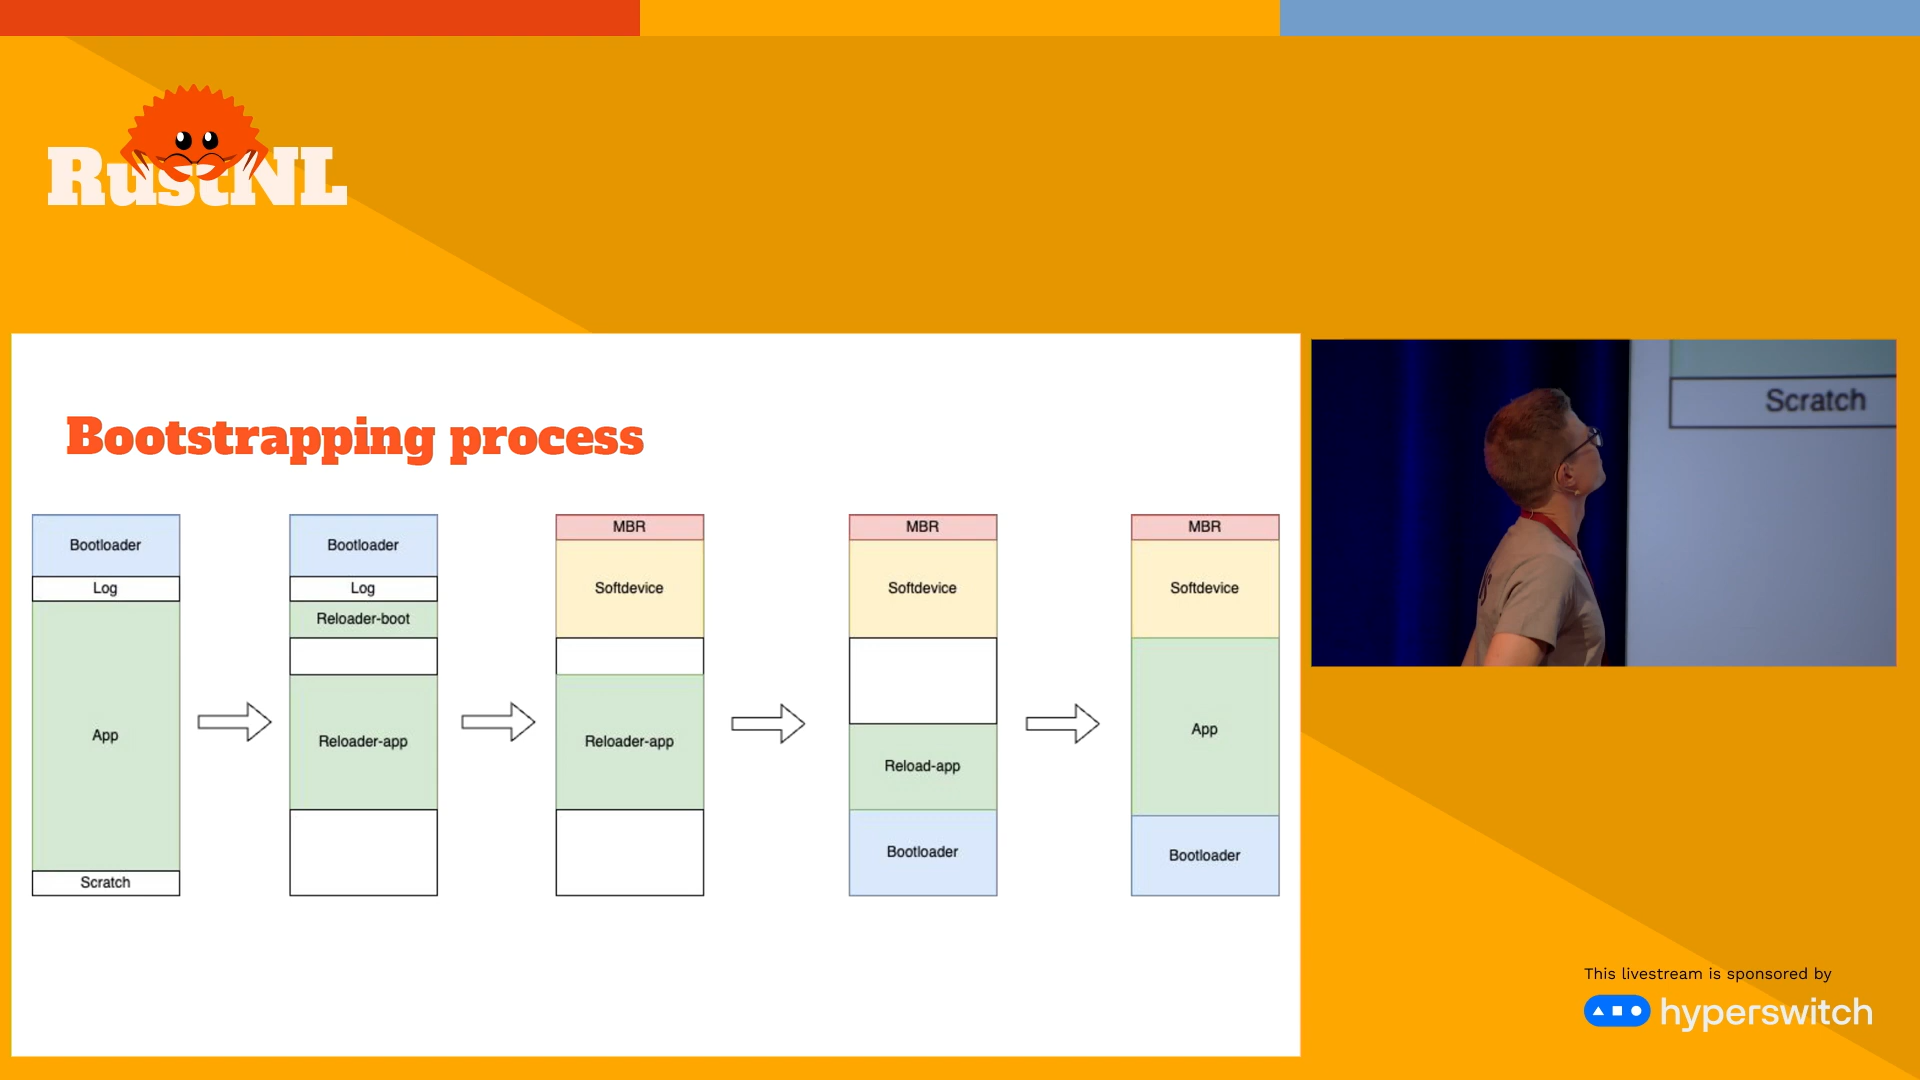 RustNL
Bootstrapping process
Bootloader
Log
App
Scratch
Bootloader
Log
Reloader-boot
Reloader-app
MBR
Softdevice
Reloader-app
MBR
Softdevice
Reload-app
Bootloader
MBR
Softdevice
App
Bootloader
Scratch
This livestream is sponsored by
hyperswitch